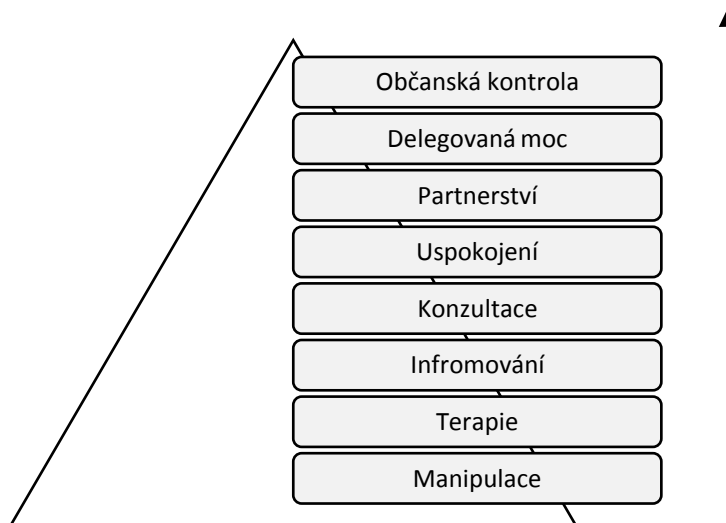 Občanská kontrola
Delegovaná moc
Partnerství
Uspokojení
Konzultace
Infromování
Terapie
Manipulace